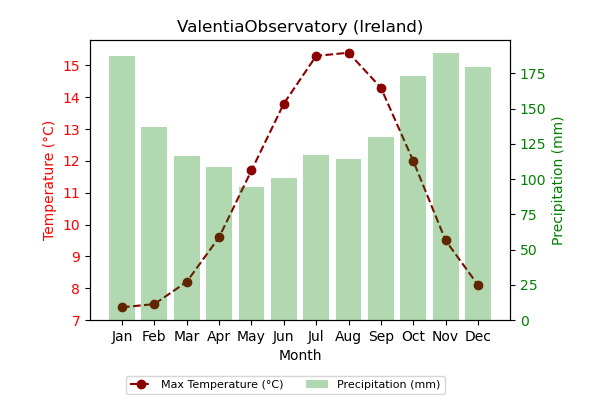 ValentiaObservatory (Ireland)
Temperature (°C)
15
14
13
12
11
10
9
8
7
175
150
125
100
75
50
25
0
Precipitation (mm)
Jan Feb Mar Apr May Jun Jul Aug Sep Oct Nov Dec
Month
Max Temperature (°C) Precipitation (mm)